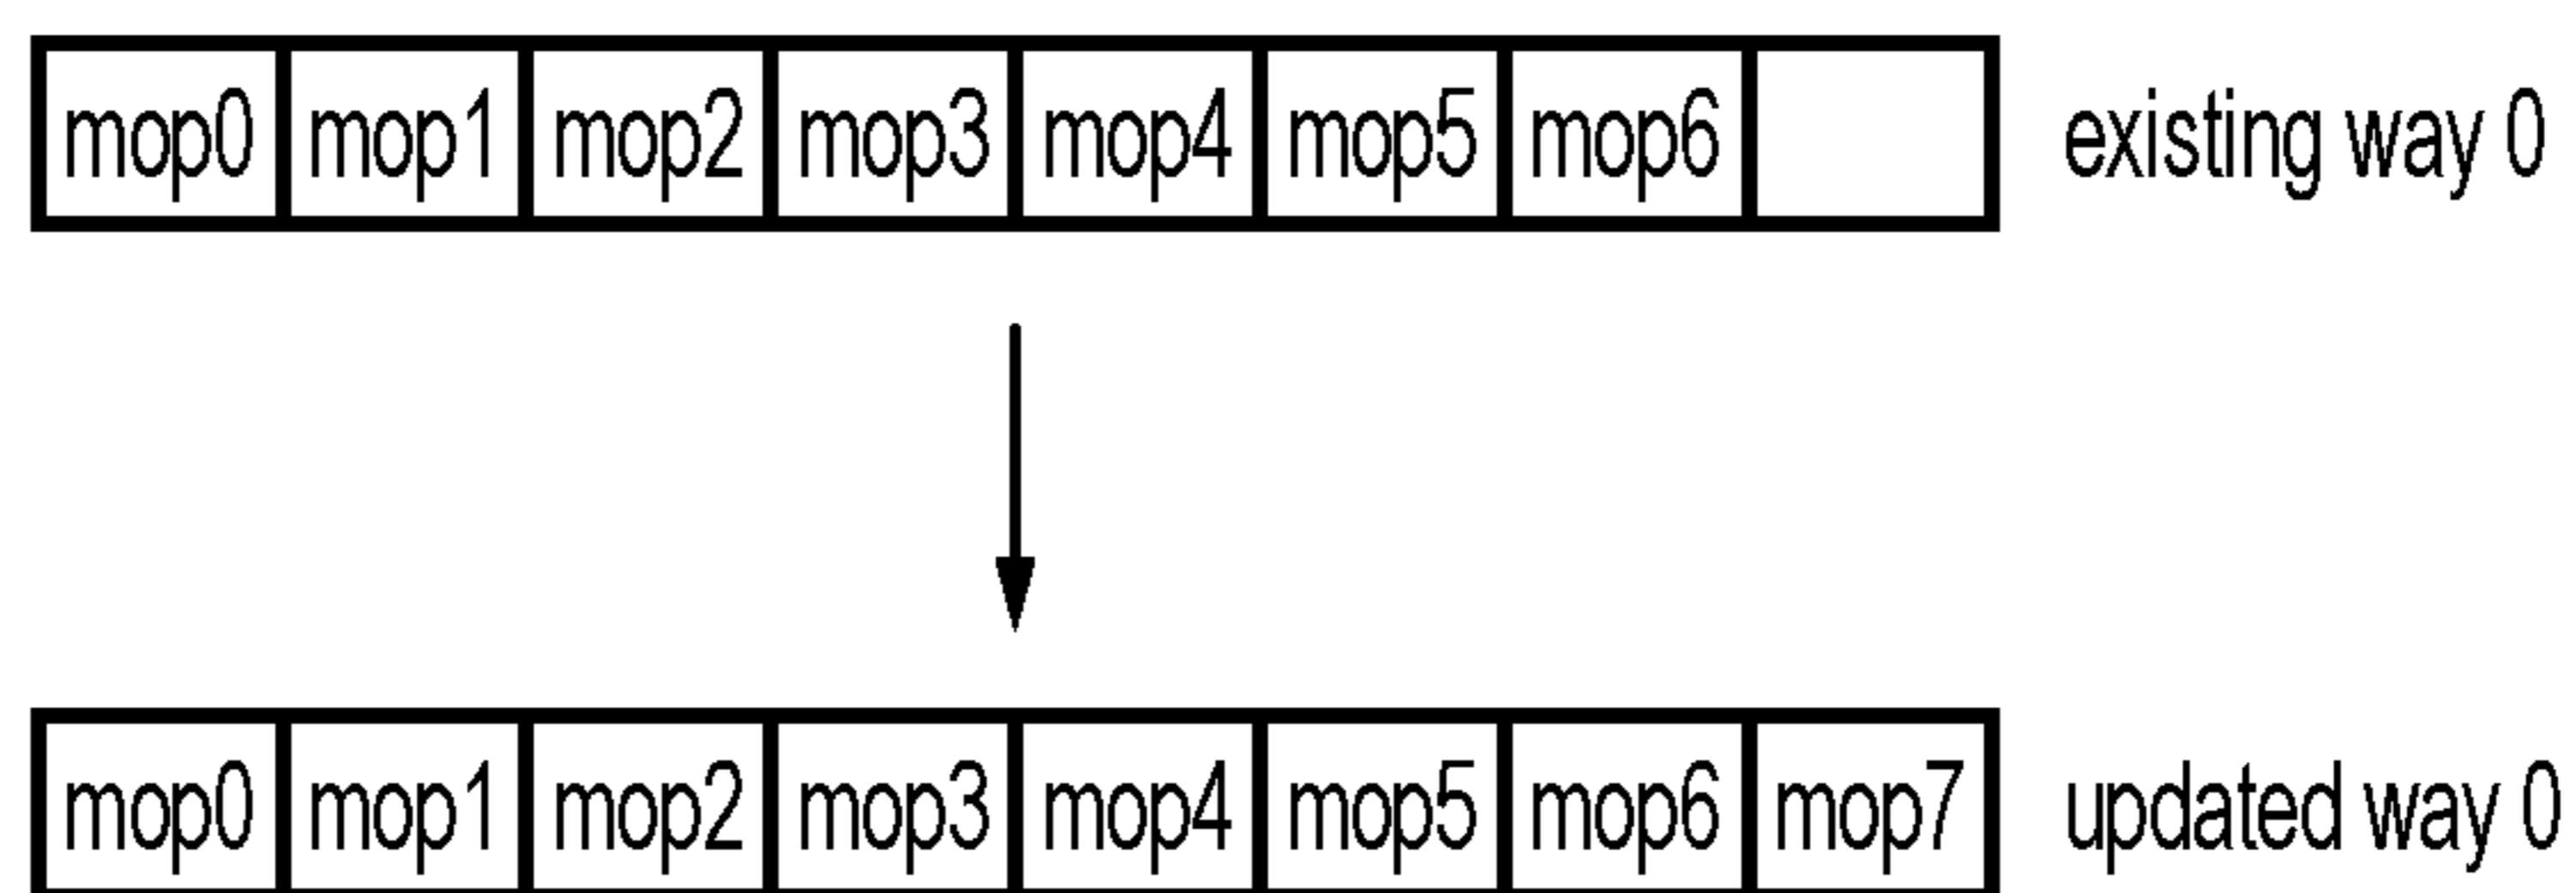 mop0 mop1 mop2 mop3 mop4 mop5 mop6 existing way 0
mop0 mop1 mop2 mop3 mop4 mop5 mop6 mop7 updated way 0